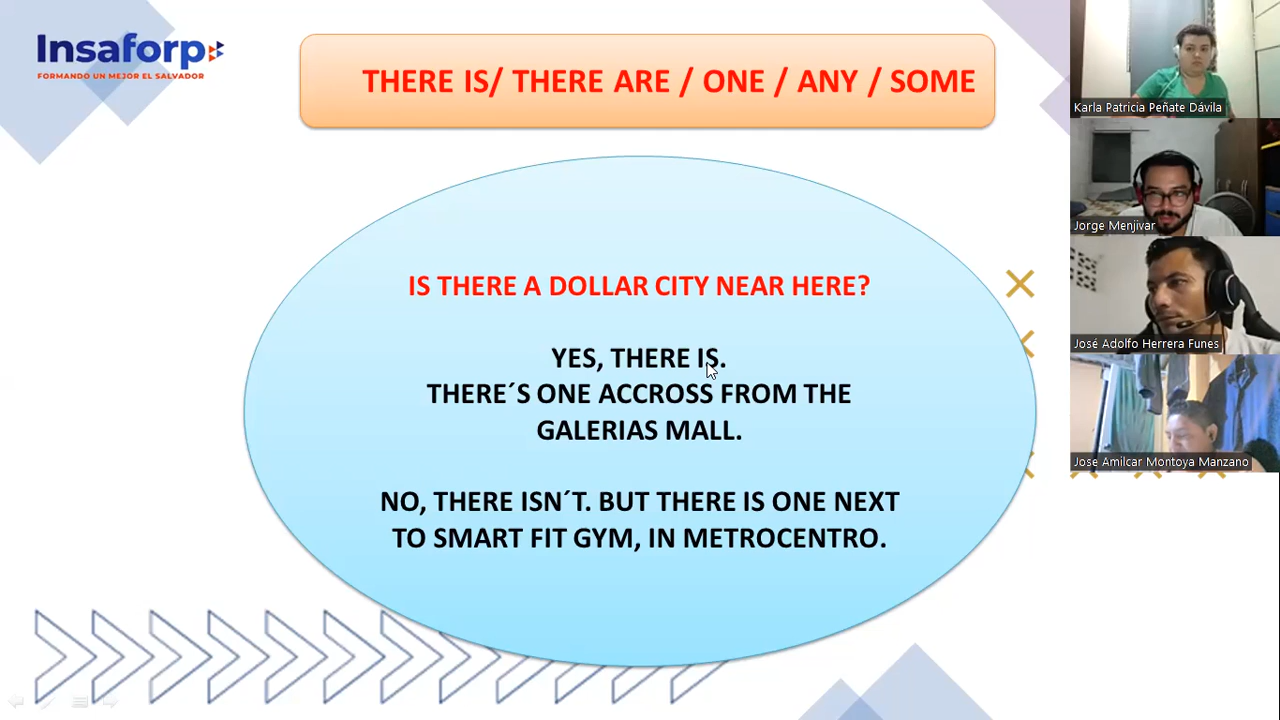 Insaforp
FORMANDO UN MEJOR EL SALVADOR
THERE IS/ THERE ARE / ONE / ANY / SOME
IS THERE A DOLLAR CITY NEAR HERE?
YES, THERE IS.
THERE´S ONE ACCROSS FROM THE
GALERIAS MALL.
NO, THERE ISN´T. BUT THERE IS ONE NEXT
TO SMART FIT GYM, IN METROCENTRO.
Karla Patricia Peñate Dávila
Jorge Menjivar
José Adolfo Herrera Funes
Jose Amilcar Montoya Manzano